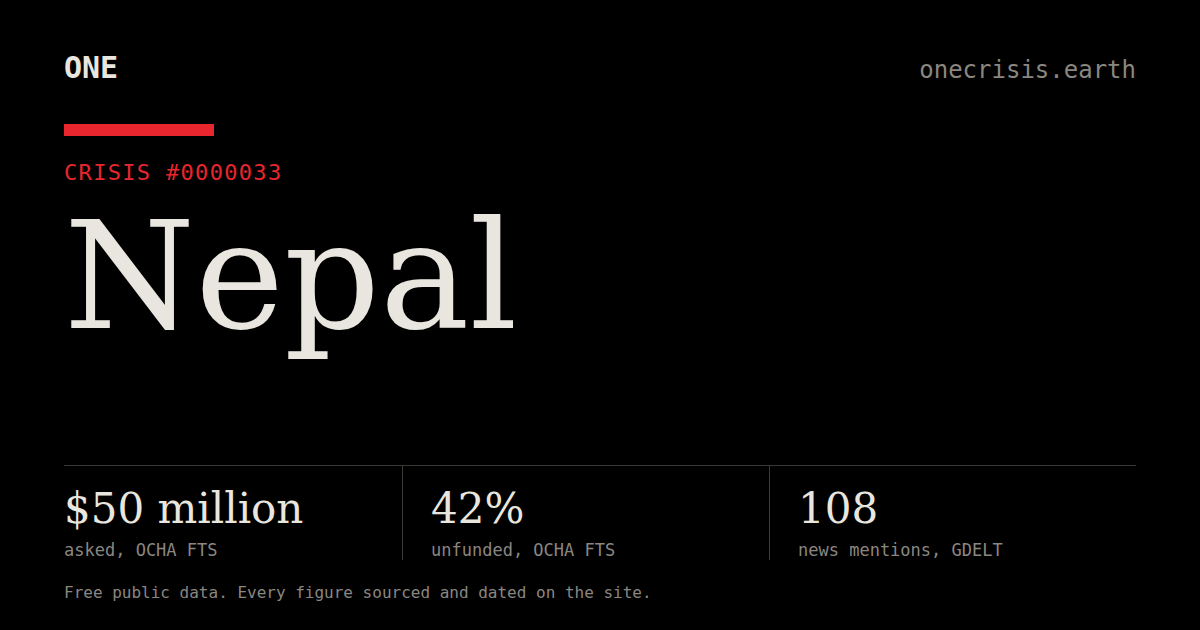 ONE
onecrisis.earth
CRISIS #0000033
Nepal
$50 million
asked, OCHA FTS
42%
unfunded, OCHA FTS
108
news mentions, GDELT
Free public data. Every figure sourced and dated on the site.